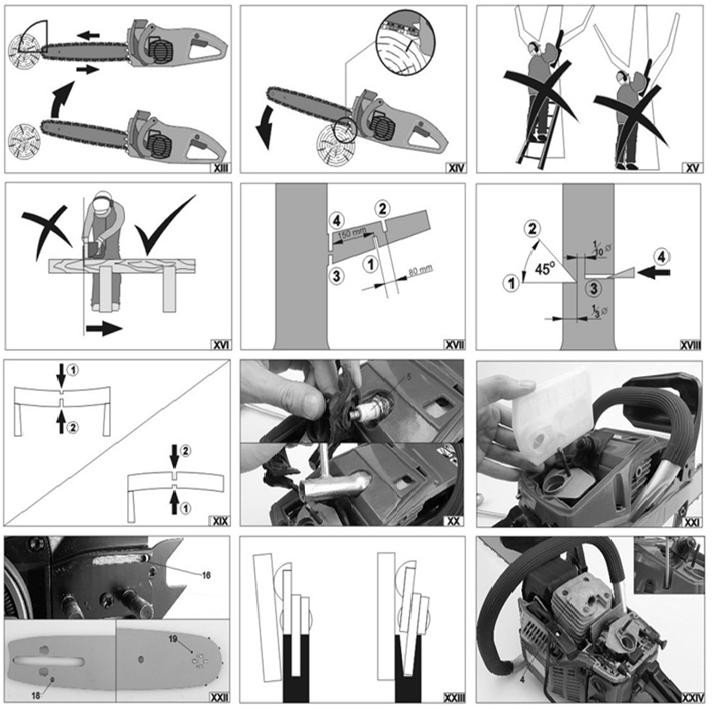 XIII
XIV
XV
XVI
4
2
150 mm
3
1
80 mm
XVII
2
1/10 ⌀
1
45°
4
3
1/3 ⌀
XVIII
1
2
2
1
XIX
5
XX
XXI
16
19
18
XXII
XXIII
4
XXIV